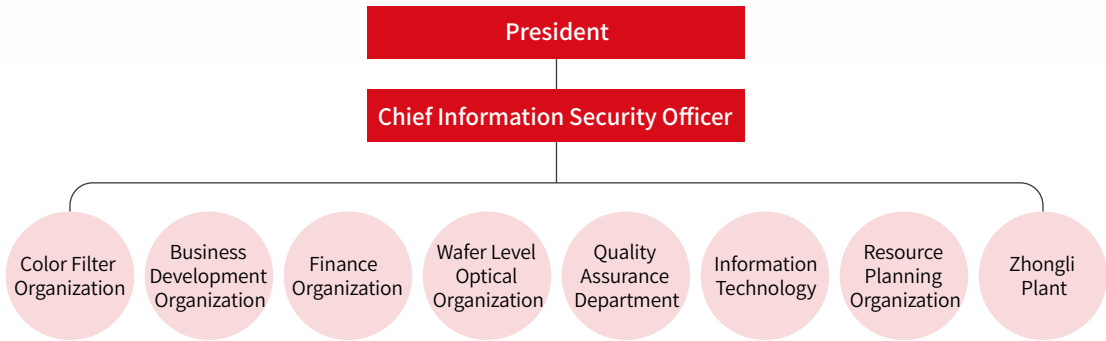 President
Chief Information Security Officer
Color Filter
Organization
Business
Development
Organization
Finance
Organization
Wafer Level
Optical
Organization
Quality
Assurance
Department
Information
Technology
Resource
Planning
Organization
Zhongli
Plant